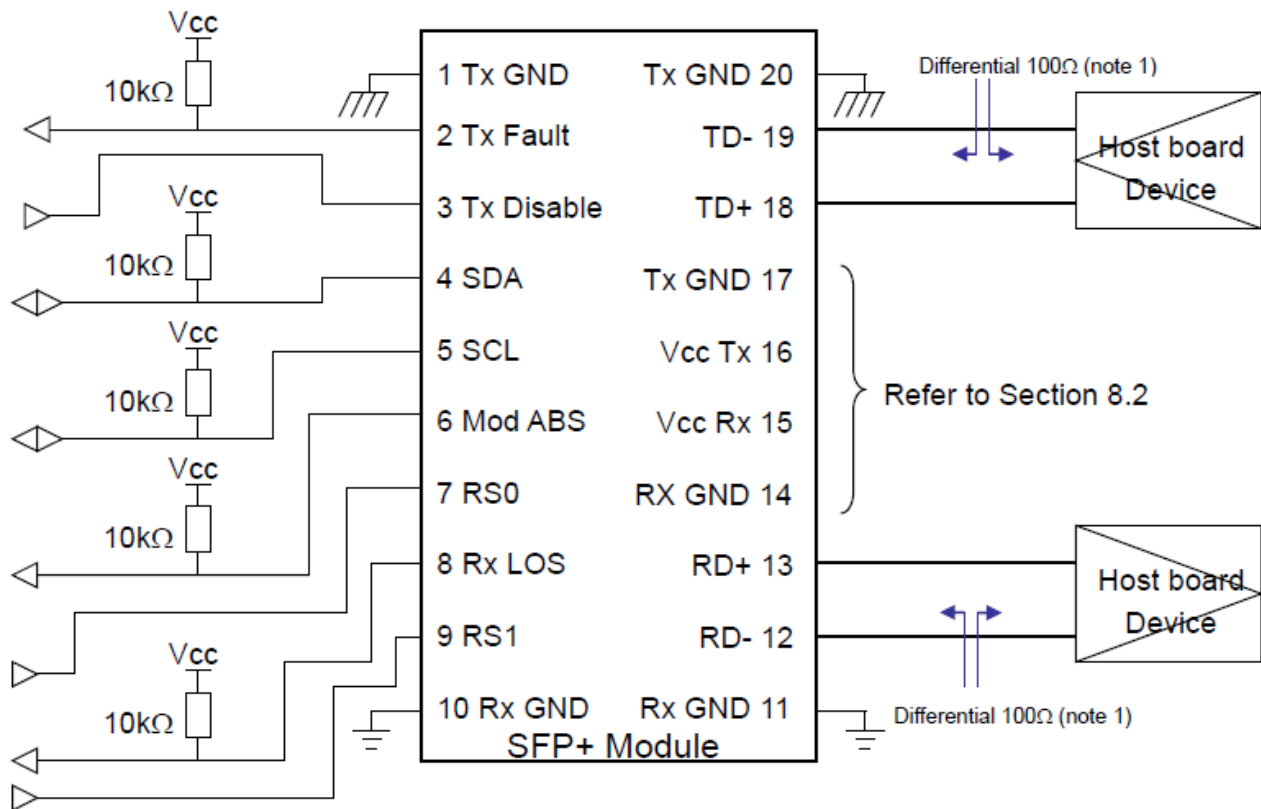 Vcc
10kΩ
Vcc
10kΩ
Vcc
10kΩ
Vcc
10kΩ
Vcc
10kΩ
1 Tx GND
2 Tx Fault
3 Tx Disable
4 SDA
5 SCL
6 Mod ABS
7 RS0
8 Rx LOS
9 RS1
10 Rx GND
Tx GND 20
TD- 19
TD+ 18
Tx GND 17
Vcc Tx 16
Vcc Rx 15
RX GND 14
RD+ 13
RD- 12
Rx GND 11
SFP+ Module
Differential 100Ω (note 1)
Host board
Device
Refer to Section 8.2
Host board
Device
Differential 100Ω (note 1)